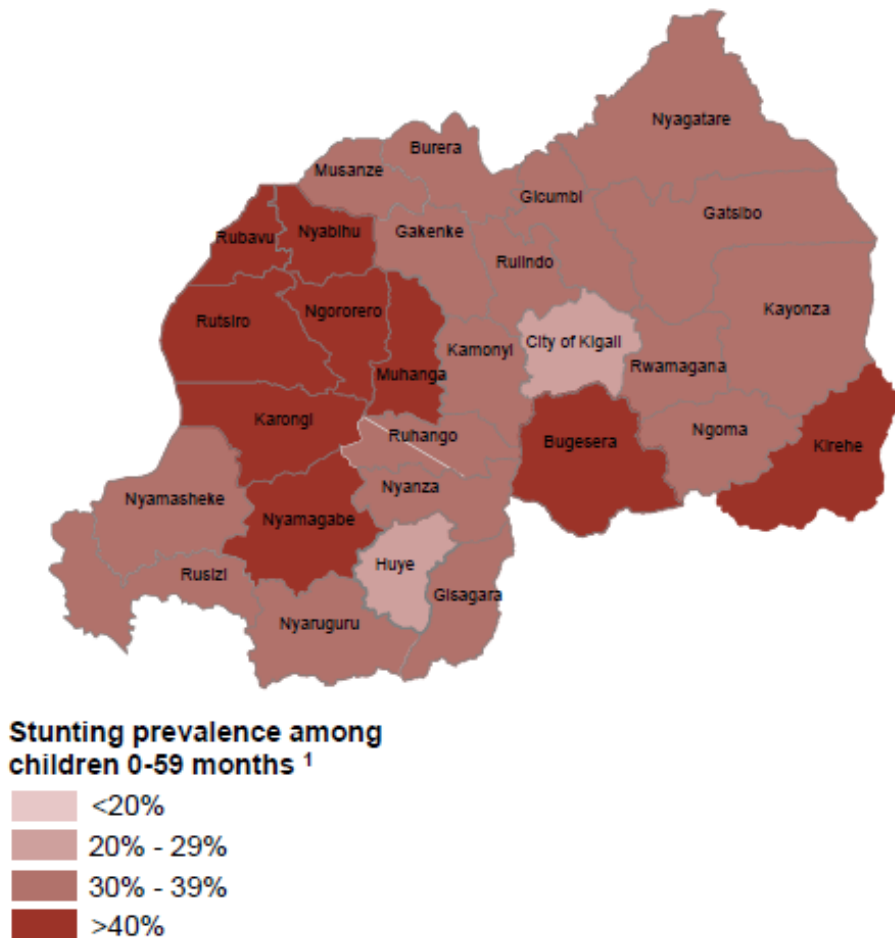 Nyagatare
Burera
Musanze
Gicumbi
Gatsibo
Rubavu
Nyabihu
Gakenke
Rulindo
Kayonza
Rutsiro
Ngororero
City of Kigali
Kamonyi
Rwamagana
Muhanga
Karongi
Ruhango
Bugesera
Ngoma
Kirehe
Nyanza
Nyamasheke
Nyamagabe
Huye
Rusizi
Gisagara
Nyaruguru
Stunting prevalence among
children 0-59 months ¹
<20%
20% - 29%
30% - 39%
>40%